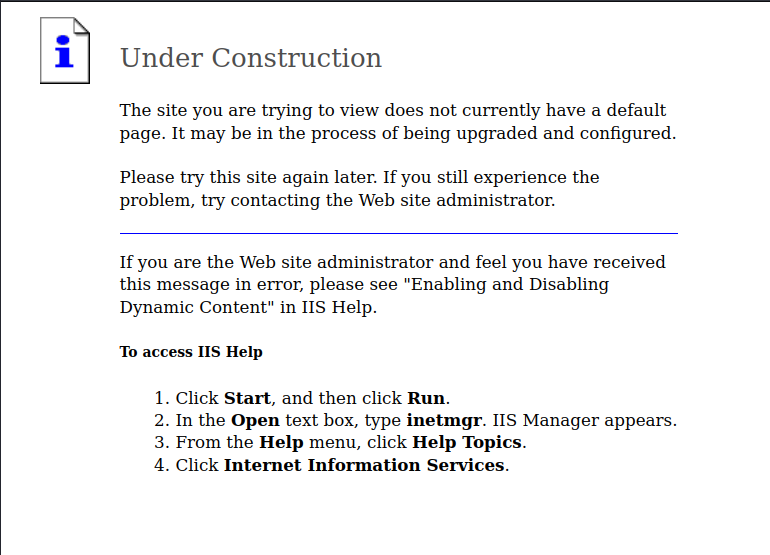 Under Construction
The site you are trying to view does not currently have a default
page. It may be in the process of being upgraded and configured.
Please try this site again later. If you still experience the
problem, try contacting the Web site administrator.
If you are the Web site administrator and feel you have received
this message in error, please see "Enabling and Disabling
Dynamic Content" in IIS Help.
To access IIS Help
1. Click Start, and then click Run.
2. In the Open text box, type inetmgr. IIS Manager appears.
3. From the Help menu, click Help Topics.
4. Click Internet Information Services.